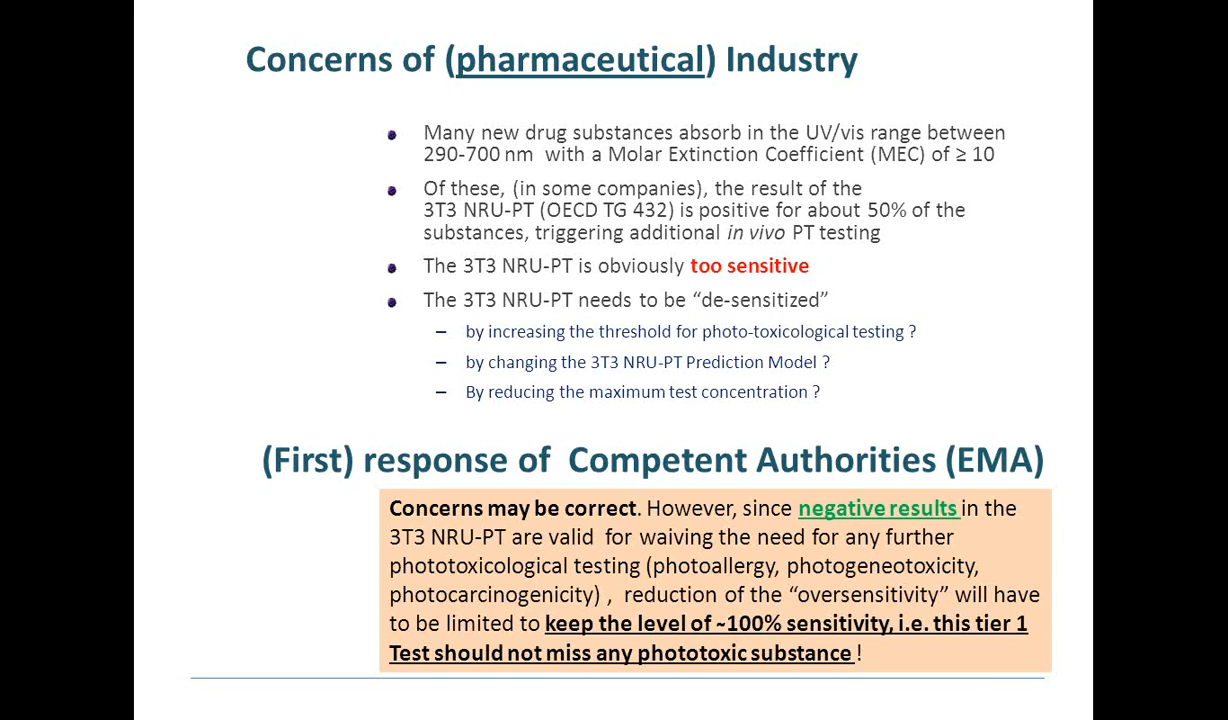 Concerns of (pharmaceutical) Industry
Many new drug substances absorb in the UV/vis range between
290-700 nm with a Molar Extinction Coefficient (MEC) of ≥ 10
Of these, (in some companies), the result of the
3T3 NRU-PT (OECD TG 432) is positive for about 50% of the
substances, triggering additional in vivo PT testing
The 3T3 NRU-PT is obviously too sensitive
The 3T3 NRU-PT needs to be “de-sensitized”
– by increasing the threshold for photo-toxicological testing ?
– by changing the 3T3 NRU-PT Prediction Model ?
– By reducing the maximum test concentration ?
(First) response of Competent Authorities (EMA)
Concerns may be correct. However, since negative results in the
3T3 NRU-PT are valid for waiving the need for any further
phototoxicological testing (photoallergy, photogeneotoxicity,
photocarcinogenicity) , reduction of the “oversensitivity” will have
to be limited to keep the level of ~100% sensitivity, i.e. this tier 1
Test should not miss any phototoxic substance !